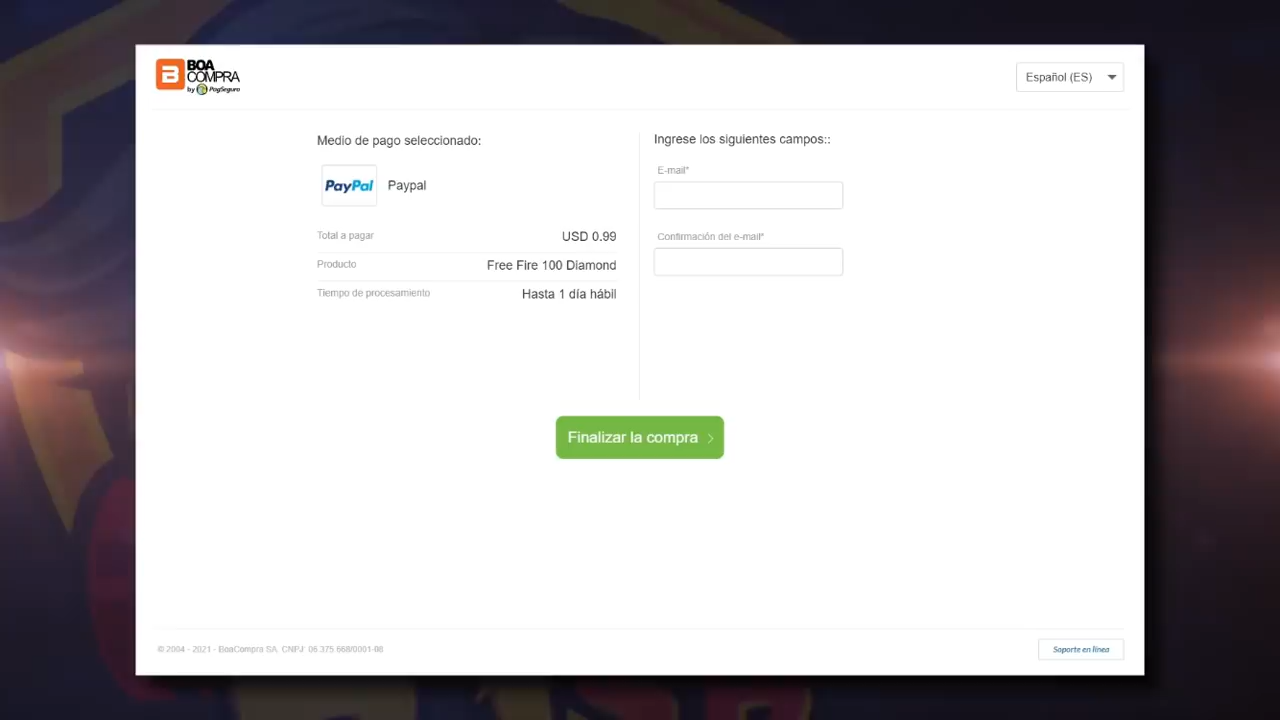 BOA
COMPRA
by PagSeguro
Español (ES)
Medio de pago seleccionado:
PayPal Paypal
Total a pagar USD 0.99
Producto Free Fire 100 Diamond
Tiempo de procesamiento Hasta 1 día hábil
Ingrese los siguientes campos::
E-mail*
Confirmación del e-mail*
Finalizar la compra
© 2004 - 2021 - BoaCompra SA. CNPJ: 06.375.668/0001-08
Soporte en línea